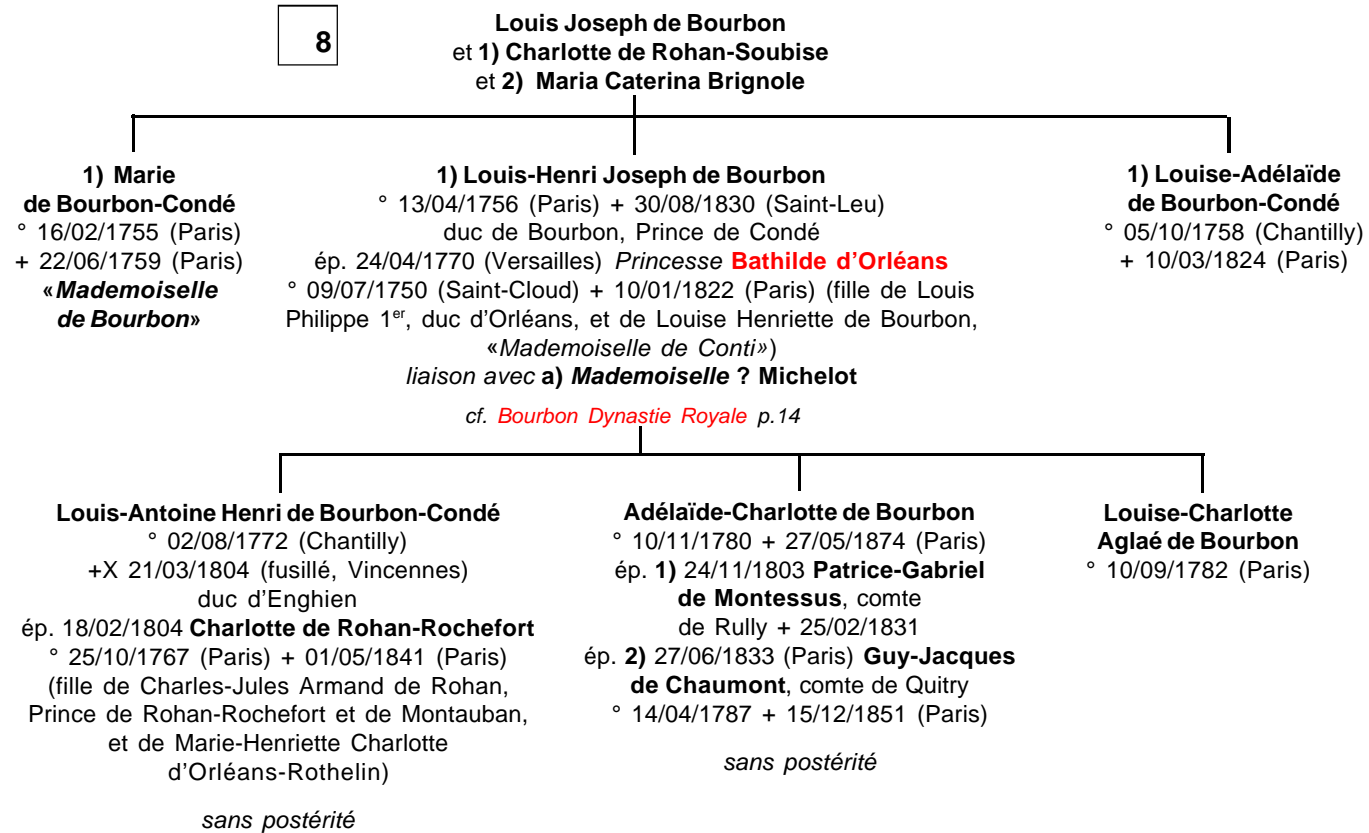 8
Louis Joseph de Bourbon
et 1) Charlotte de Rohan-Soubise
et 2) Maria Caterina Brignole
1) Marie
de Bourbon-Condé
° 16/02/1755 (Paris)
+ 22/06/1759 (Paris)
«Mademoiselle
de Bourbon»
1) Louis-Henri Joseph de Bourbon
° 13/04/1756 (Paris) + 30/08/1830 (Saint-Leu)
duc de Bourbon, Prince de Condé
ép. 24/04/1770 (Versailles) Princesse Bathilde d'Orléans
° 09/07/1750 (Saint-Cloud) + 10/01/1822 (Paris) (fille de Louis
Philippe 1er, duc d'Orléans, et de Louise Henriette de Bourbon,
«Mademoiselle de Conti»)
liaison avec a) Mademoiselle ? Michelot
cf. Bourbon Dynastie Royale p.14
1) Louise-Adélaïde
de Bourbon-Condé
° 05/10/1758 (Chantilly)
+ 10/03/1824 (Paris)
Louis-Antoine Henri de Bourbon-Condé
° 02/08/1772 (Chantilly)
+X 21/03/1804 (fusillé, Vincennes)
duc d'Enghien
ép. 18/02/1804 Charlotte de Rohan-Rochefort
° 25/10/1767 (Paris) + 01/05/1841 (Paris)
(fille de Charles-Jules Armand de Rohan,
Prince de Rohan-Rochefort et de Montauban,
et de Marie-Henriette Charlotte
d'Orléans-Rothelin)
sans postérité
Adélaïde-Charlotte de Bourbon
° 10/11/1780 + 27/05/1874 (Paris)
ép. 1) 24/11/1803 Patrice-Gabriel
de Montessus, comte
de Rully + 25/02/1831
ép. 2) 27/06/1833 (Paris) Guy-Jacques
de Chaumont, comte de Quitry
° 14/04/1787 + 15/12/1851 (Paris)
sans postérité
Louise-Charlotte
Aglaé de Bourbon
° 10/09/1782 (Paris)